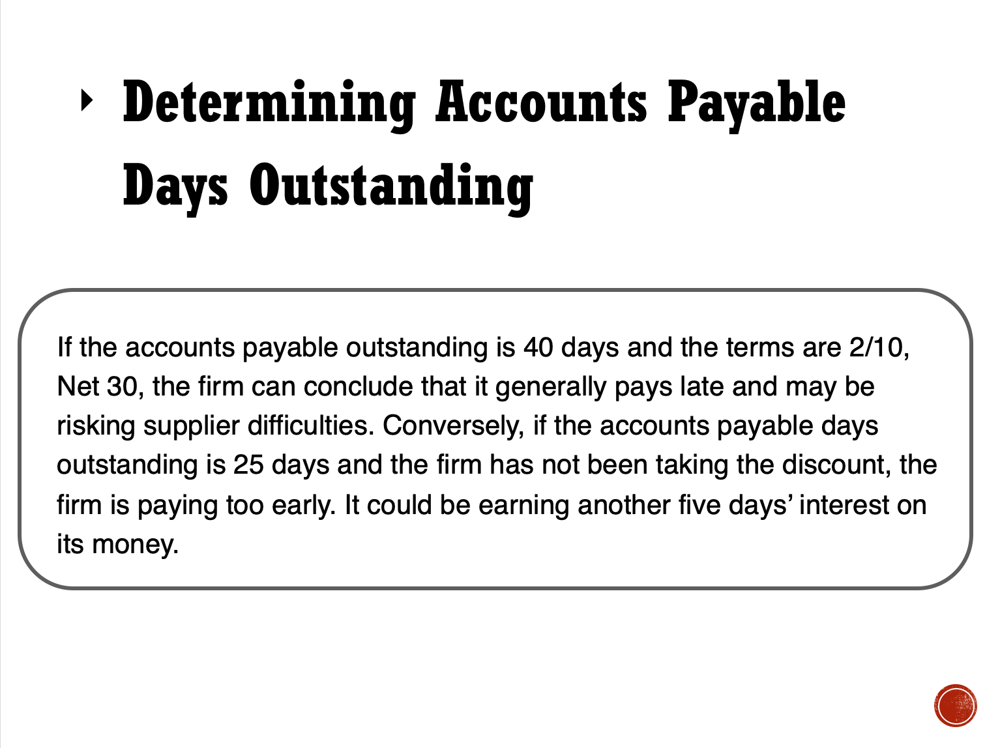 Determining Accounts Payable
Days Outstanding
If the accounts payable outstanding is 40 days and the terms are 2/10,
Net 30, the firm can conclude that it generally pays late and may be
risking supplier difficulties. Conversely, if the accounts payable days
outstanding is 25 days and the firm has not been taking the discount, the
firm is paying too early. It could be earning another five days’ interest on
its money.